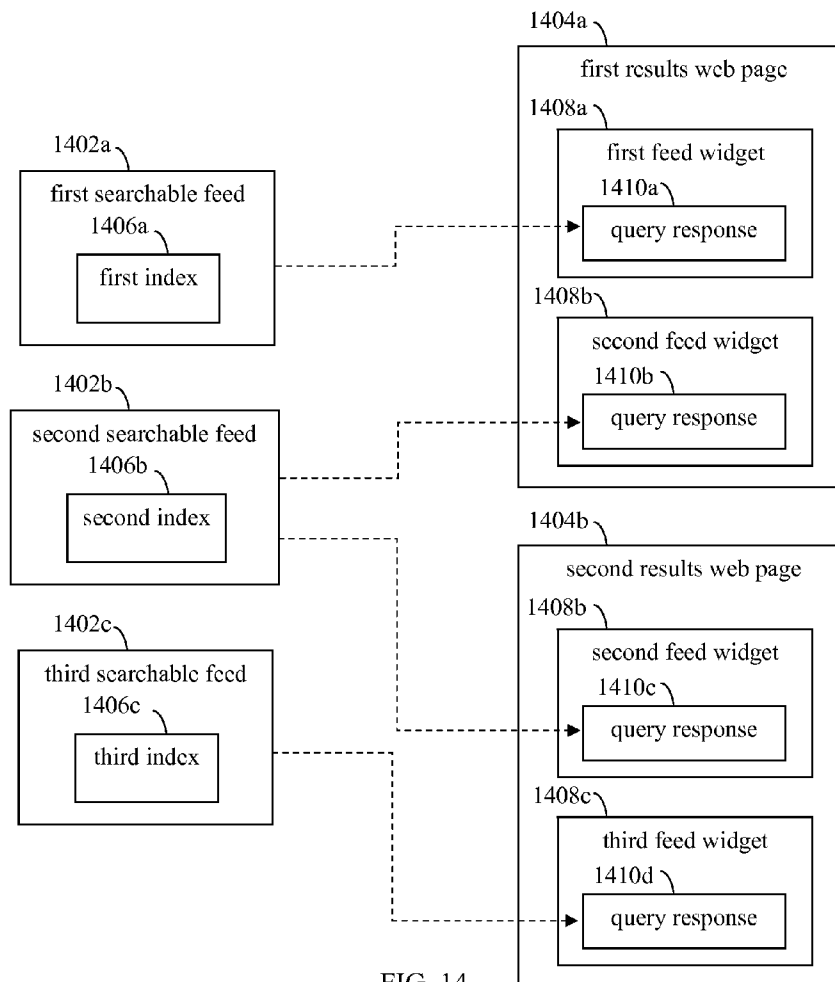 1402a
first searchable feed
1406a
first index
1402b
second searchable feed
1406b
second index
1402c
third searchable feed
1406c
third index
1404a
first results web page
1408a
first feed widget
1410a
query response
1408b
second feed widget
1410b
query response
1404b
second results web page
1408b
second feed widget
1410c
query response
1408c
third feed widget
1410d
query response
FIG. 14